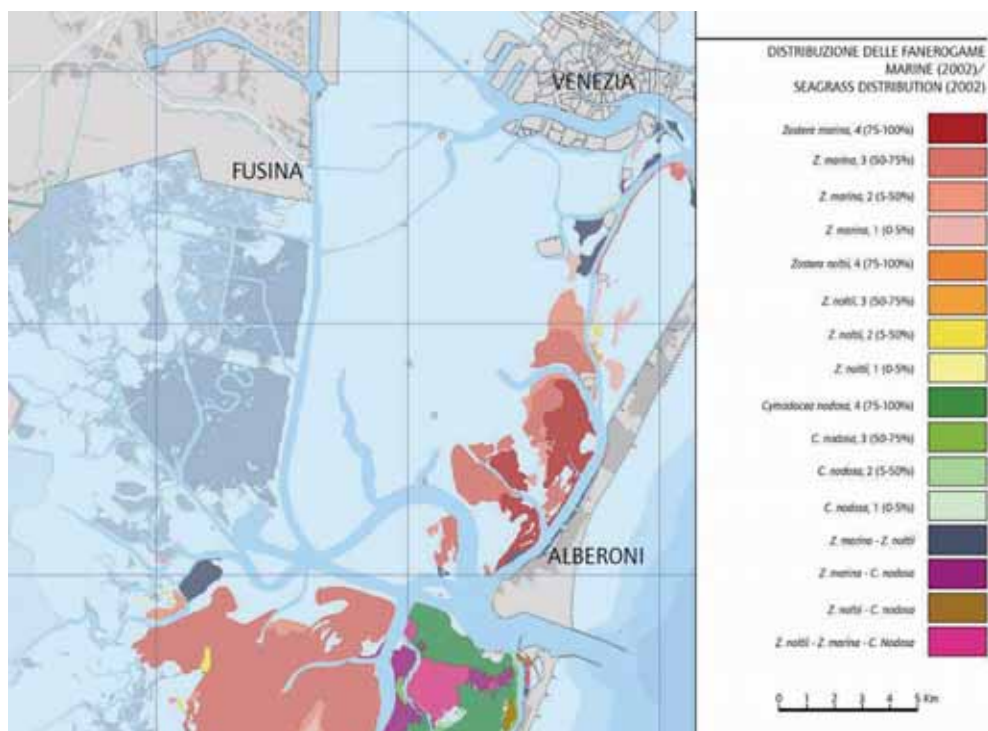 VENEZIA
FUSINA
ALBERONI
DISTRIBUZIONE DELLE FANEROGAME
MARINE (2002)/
SEAGRASS DISTRIBUTION (2002)
Zostera marina, 4 (75-100%)
Z. marina, 3 (50-75%)
Z. marina, 2 (5-50%)
Z. marina, 1 (0-5%)
Zostera noltii, 4 (75-100%)
Z. noltii, 3 (50-75%)
Z. noltii, 2 (5-50%)
Z. noltii, 1 (0-5%)
Cymodocea nodosa, 4 (75-100%)
C. nodosa, 3 (50-75%)
C. nodosa, 2 (5-50%)
C. nodosa, 1 (0-5%)
Z. marina - Z. noltii
Z. marina - C. nodosa
Z. noltii - C. nodosa
Z. noltii - Z. marina - C. Nodosa
0 1 2 3 4 5 Km